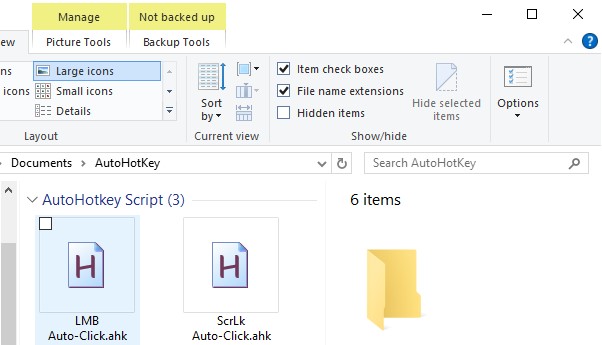 Manage
Not backed up
ew
Picture Tools
Backup Tools
ns
Large icons
ns
Small icons
Details
Layout
Sort by
Current view
Item check boxes
File name extensions
Hidden items
Hide selected items
Show/hide
Options
Documents > AutoHotKey
Search AutoHotKey
AutoHotkey Script (3)
6 items
H
H
LMB
Auto-Click.ahk
ScrLk
Auto-Click.ahk